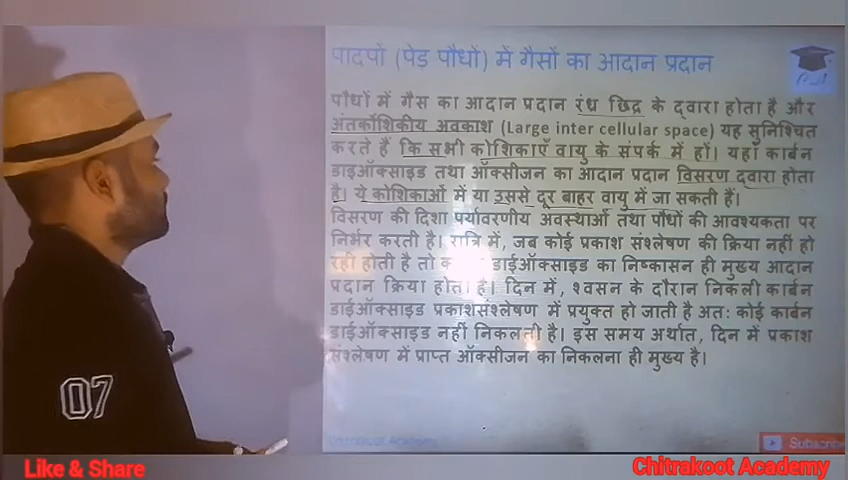 पादपों (पेड़ पौधों) में गैसों का आदान प्रदान
पौधों में गैस का आदान प्रदान रंध्र छिद्र के द्वारा होता है और
अंतर्कोशिकीय अवकाश (Large inter cellular space) यह सुनिश्चित
करते हैं कि सभी कोशिकाएँ वायु के संपर्क में हों। यहाँ कार्बन
डाइऑक्साइड तथा ऑक्सीजन का आदान प्रदान विसरण द्वारा होता
है। ये कोशिकाओं में या उससे दूर बाहर वायु में जा सकती हैं।
विसरण की दिशा पर्यावरणीय अवस्थाओं तथा पौधों की आवश्यकता पर
निर्भर करती है। रात्रि में, जब कोई प्रकाश संश्लेषण की क्रिया नहीं हो
रही होती है तो डाईऑक्साइड का निष्कासन ही मुख्य आदान
प्रदान क्रिया होता है। दिन में, श्वसन के दौरान निकली कार्बन
डाईऑक्साइड प्रकाशसंश्लेषण में प्रयुक्त हो जाती है अतः कोई कार्बन
डाईऑक्साइड नहीं निकलती है। इस समय अर्थात, दिन में प्रकाश
संश्लेषण में प्राप्त ऑक्सीजन का निकलना ही मुख्य है।
07
Chitrakoot Academy
Subscribe
Like & Share
Chitrakoot Academy